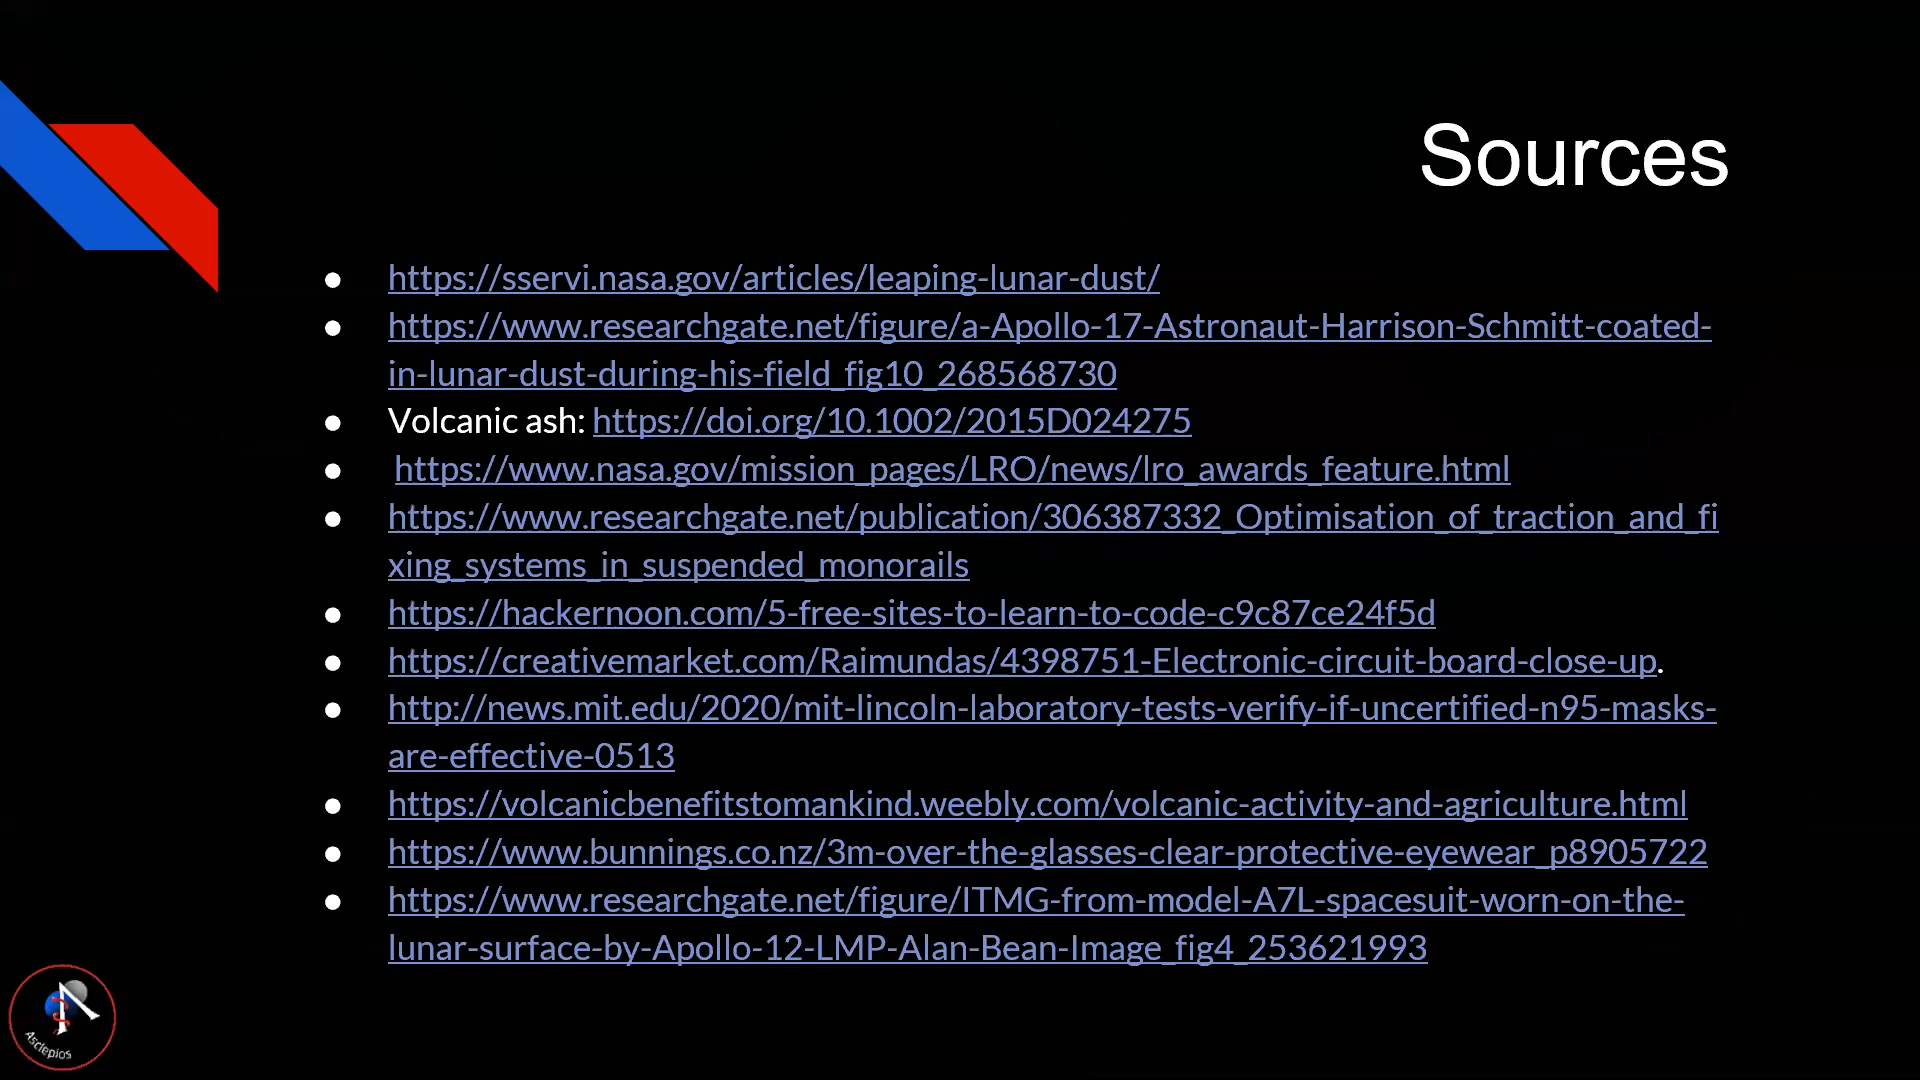 Sources
● https://sservi.nasa.gov/articles/leaping-lunar-dust/
● https://www.researchgate.net/figure/a-Apollo-17-Astronaut-Harrison-Schmitt-coated-
in-lunar-dust-during-his-field_fig10_268568730
● Volcanic ash: https://doi.org/10.1002/2015D024275
● https://www.nasa.gov/mission_pages/LRO/news/lro_awards_feature.html
● https://www.researchgate.net/publication/306387332_Optimisation_of_traction_and_fi
xing_systems_in_suspended_monorails
● https://hackernoon.com/5-free-sites-to-learn-to-code-c9c87ce24f5d
● https://creativemarket.com/Raimundas/4398751-Electronic-circuit-board-close-up.
● http://news.mit.edu/2020/mit-lincoln-laboratory-tests-verify-if-uncertified-n95-masks-
are-effective-0513
● https://volcanicbenefitstomankind.weebly.com/volcanic-activity-and-agriculture.html
● https://www.bunnings.co.nz/3m-over-the-glasses-clear-protective-eyewear_p8905722
● https://www.researchgate.net/figure/ITMG-from-model-A7L-spacesuit-worn-on-the-
lunar-surface-by-Apollo-12-LMP-Alan-Bean-Image_fig4_253621993
Asclepios